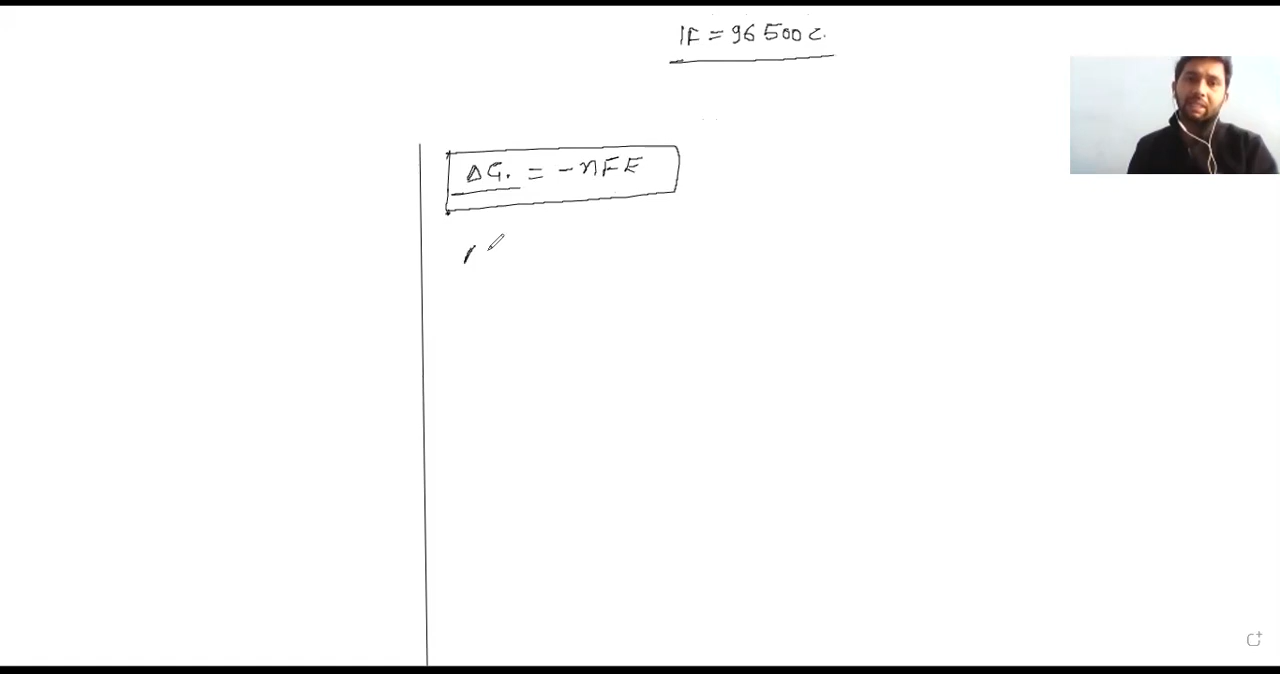 1F = 96500 C.
ΔG. = -nFE